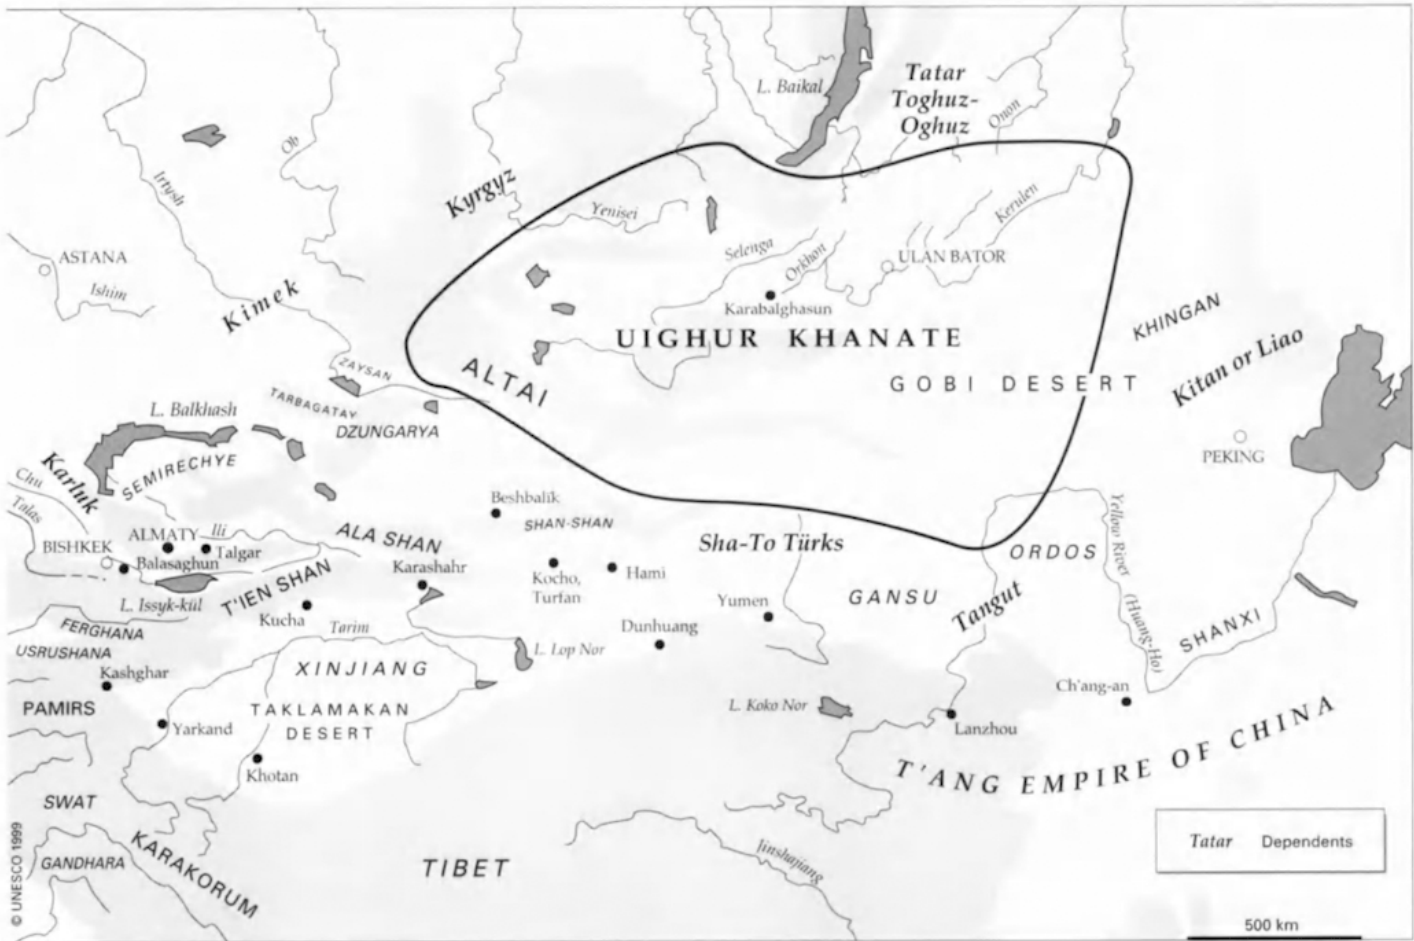 L. Baikal
Tatar
Toghuz-
Oghuz
Onon
Ob
Irtysh
Kyrgyz
Yenisei
Kerulen
Selenga
Orkhon
ASTANA
ULAN BATOR
Ishim
Kimek
Karabalghasun
KHINGAN
UIGHUR KHANATE
Kitan or Liao
ZAYSAN
ALTAI
GOBI DESERT
TARBAGATAY
L. Balkhash
DZUNGARYA
PEKING
SEMIRECHYE
Karluk
Chu
Talas
Beshbalik
Yellow River (Huang-Ho)
SHAN-SHAN
ALMATY
Ili
ALA SHAN
Sha-To Türks
BISHKEK
Talgar
ORDOS
Balasaghun
Karashahr
Kocho,
Turfan
Hami
T'IEN SHAN
L. Issyk-kül
GANSU
Yumen
Tangut
Kucha
FERGHANA
Tarim
Dunhuang
SHANXI
USRUSHANA
L. Lop Nor
XINJIANG
Kashghar
Ch'ang-an
PAMIRS
TAKLAMAKAN
DESERT
L. Koko Nor
Yarkand
Lanzhou
T'ANG EMPIRE OF CHINA
Khotan
SWAT
KARAKORUM
GANDHARA
TIBET
Jinshajiang
Tatar Dependents
© UNESCO 1999
500 km